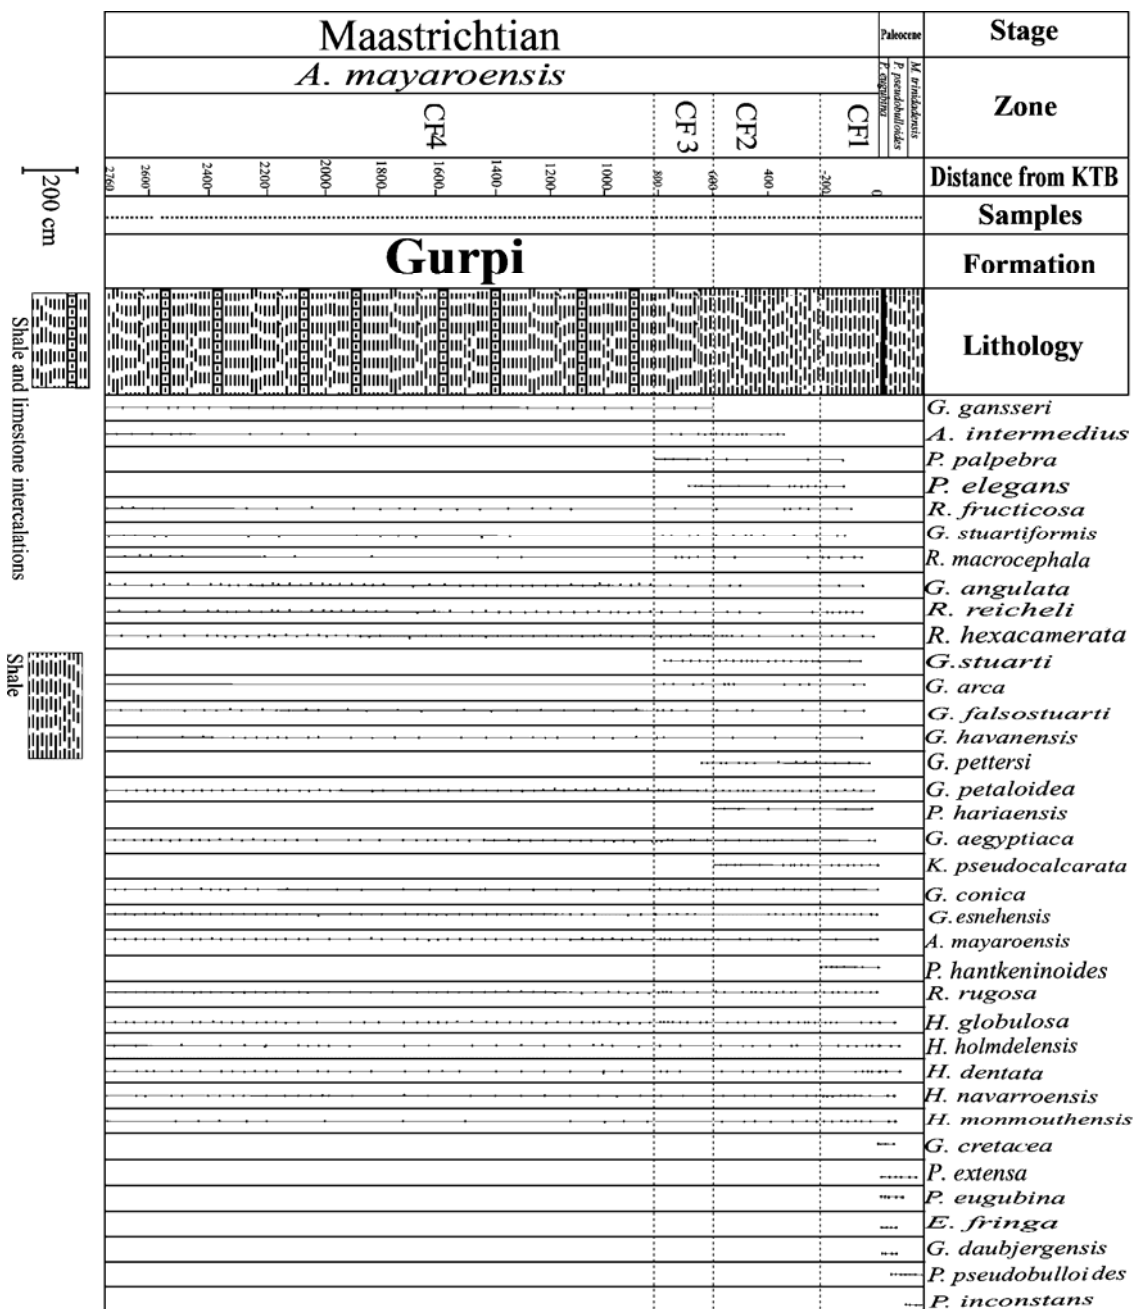 Maastrichtian
Paleocene
Stage
A. mayaroensis
CF4
CF 3
CF2
CF1
P. eugubina
P. pseudobulloides
M. trinidadensis
Zone
2760
2600
2400
2200
2000
1800
1600
1400
1200
1000
800
600
400
200
0
Distance from KTB
Samples
Gurpi
Formation
Lithology
200 cm
Shale and limestone intercalations
Shale
G. gansseri
A. intermedius
P. palpebra
P. elegans
R. fructicosa
G. stuartiformis
R. macrocephala
G. angulata
R. reicheli
R. hexacamerata
G.stuarti
G. arca
G. falsostuarti
G. havanensis
G. pettersi
G. petaloidea
P. hariaensis
G. aegyptiaca
K. pseudocalcarata
G. conica
G. esnehensis
A. mayaroensis
P. hantkeninoides
R. rugosa
H. globulosa
H. holmdelensis
H. dentata
H. navarroensis
H. monmouthensis
G. cretacea
P. extensa
P. eugubina
E. fringa
G. daubjergensis
P. pseudobulloides
P. inconstans